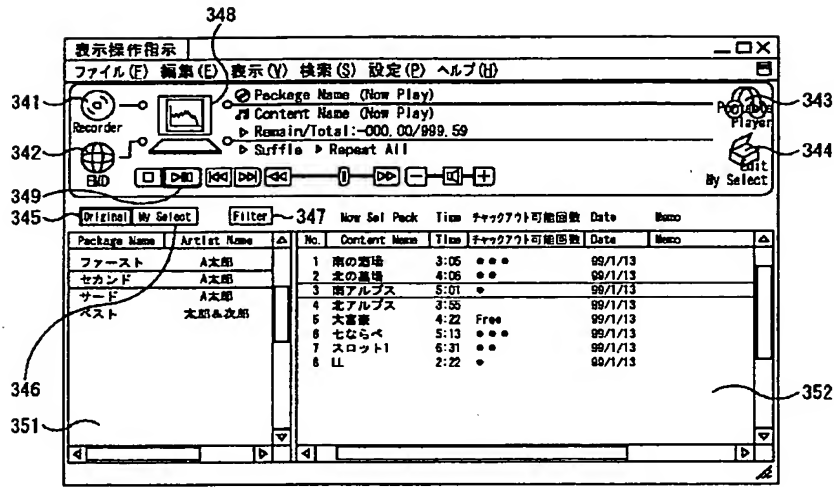 348
表示操作指示
ファイル(F) 編集(E) 表示(V) 検索(S) 設定(P) ヘルプ(H)
341
Recorder
342
EMD
349
Package Name (Now Play)
Content Name (Now Play)
Remain/Total:-000.00/999.59
Suffle Repeat All
343
Portable Player
344
Edit
My Select
345
Original My Select Filter
347
Now Sel Pack Time チャックアウト可能回数 Date Memo
Package Name Artist Name
ファースト A太郎
セカンド A太郎
サード A太郎
ベスト 太郎&次郎
No. Content Name Time チャックアウト可能回数 Date Memo
1 南の酒場 3:05 ●●● 99/1/13
2 北の墓場 4:06 ●● 99/1/13
3 南アルプス 5:01 ● 99/1/13
4 北アルプス 3:55 99/1/13
5 大富豪 4:22 Free 99/1/13
6 七ならべ 5:13 ●●● 99/1/13
7 スロット1 6:31 ●● 99/1/13
8 LL 2:22 ● 99/1/13
346
351
352